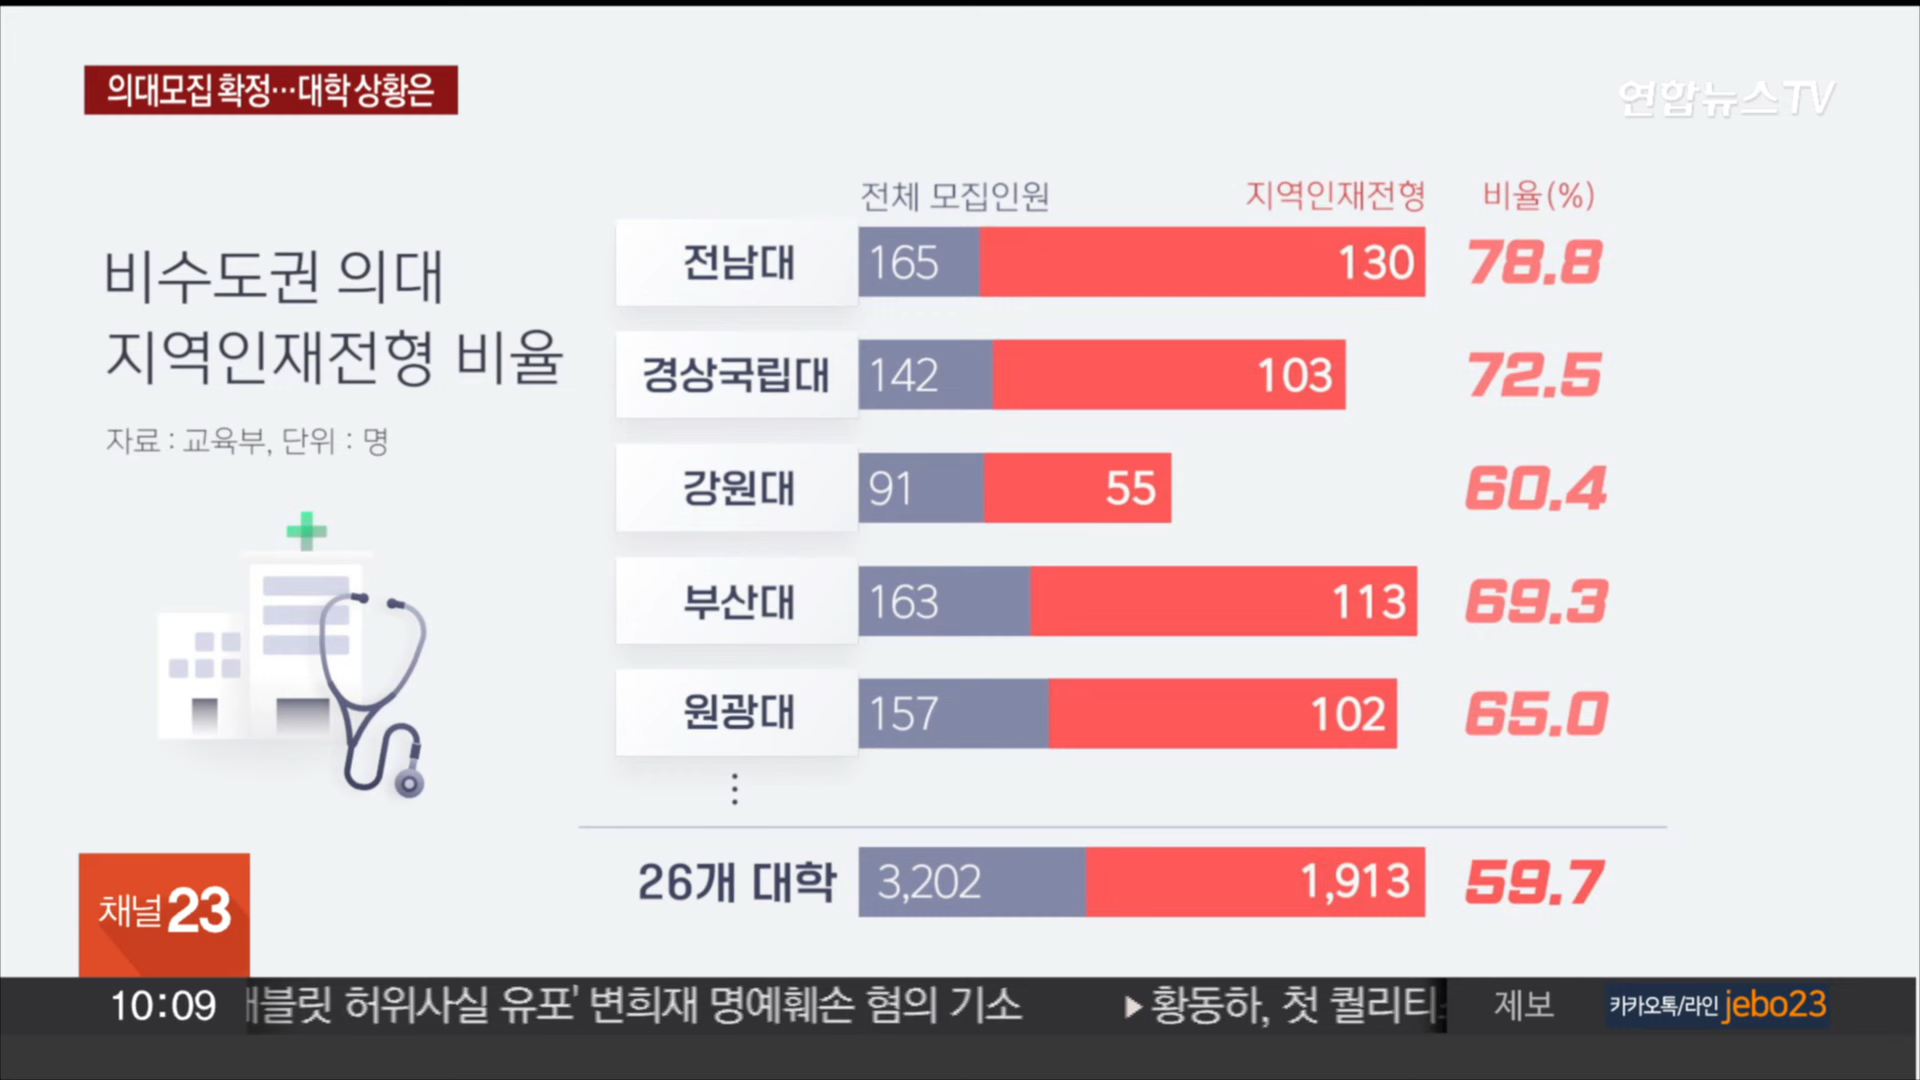 의대모집 확정…대학 상황은
연합뉴스TV
비수도권 의대
지역인재전형 비율
자료 : 교육부, 단위 : 명
전체 모집인원 지역인재전형 비율(%)
전남대 165 130 78.8
경상국립대 142 103 72.5
강원대 91 55 60.4
부산대 163 113 69.3
원광대 157 102 65.0
⋮
26개 대학 3,202 1,913 59.7
채널 23
10:09 허위사실 유포' 변희재 명예훼손 혐의 기소 ▶황동하, 첫 퀄리티 제보 카카오톡/라인 jebo23